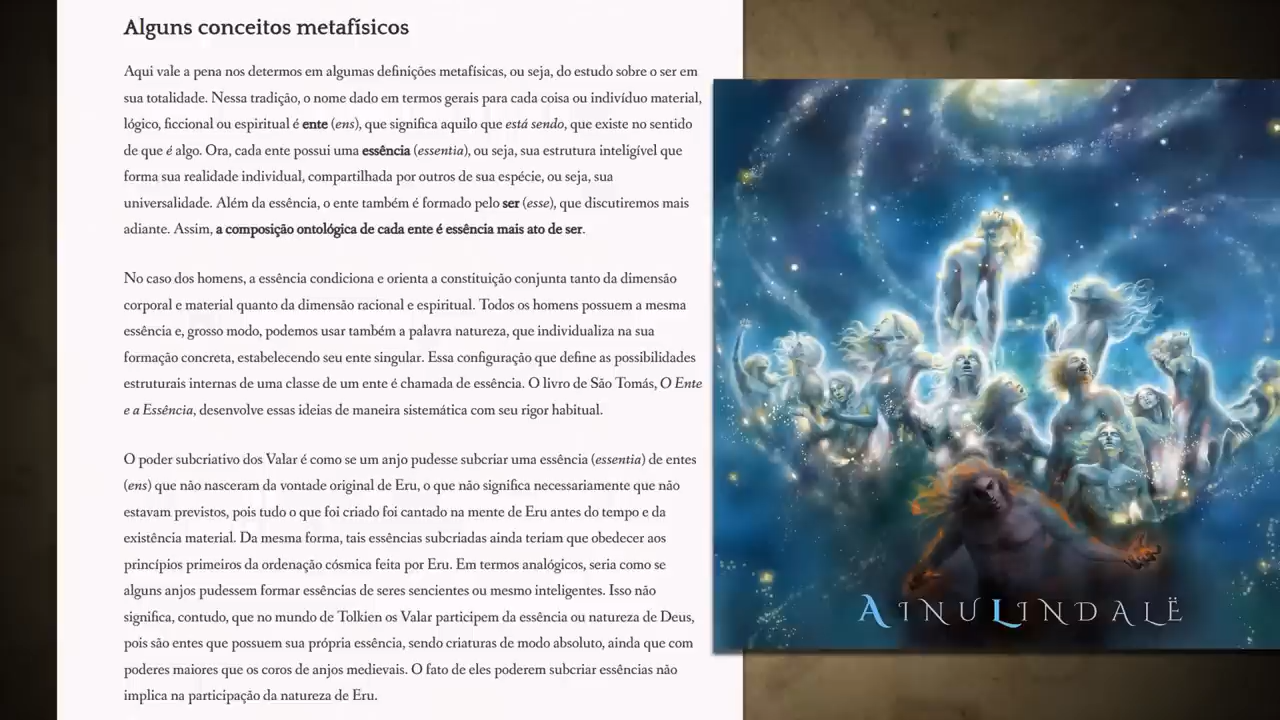 Alguns conceitos metafísicos
Aqui vale a pena nos determos em algumas definições metafísicas, ou seja, do estudo sobre o ser em
sua totalidade. Nessa tradição, o nome dado em termos gerais para cada coisa ou indivíduo material,
lógico, ficcional ou espiritual é ente (ens), que significa aquilo que está sendo, que existe no sentido
de que é algo. Ora, cada ente possui uma essência (essentia), ou seja, sua estrutura inteligível que
forma sua realidade individual, compartilhada por outros de sua espécie, ou seja, sua
universalidade. Além da essência, o ente também é formado pelo ser (esse), que discutiremos mais
adiante. Assim, a composição ontológica de cada ente é essência mais ato de ser.
No caso dos homens, a essência condiciona e orienta a constituição conjunta tanto da dimensão
corporal e material quanto da dimensão racional e espiritual. Todos os homens possuem a mesma
essência e, grosso modo, podemos usar também a palavra natureza, que individualiza na sua
formação concreta, estabelecendo seu ente singular. Essa configuração que define as possibilidades
estruturais internas de uma classe de um ente é chamada de essência. O livro de São Tomás, O Ente
e a Essência, desenvolve essas ideias de maneira sistemática com seu rigor habitual.
O poder subcriativo dos Valar é como se um anjo pudesse subcriar uma essência (essentia) de entes
(ens) que não nasceram da vontade original de Eru, o que não significa necessariamente que não
estavam previstos, pois tudo o que foi criado foi cantado na mente de Eru antes do tempo e da
existência material. Da mesma forma, tais essências subcriadas ainda teriam que obedecer aos
princípios primeiros da ordenação cósmica feita por Eru. Em termos analógicos, seria como se
alguns anjos pudessem formar essências de seres sencientes ou mesmo inteligentes. Isso não
significa, contudo, que no mundo de Tolkien os Valar participem da essência ou natureza de Deus,
pois são entes que possuem sua própria essência, sendo criaturas de modo absoluto, ainda que com
poderes maiores que os coros de anjos medievais. O fato de eles poderem subcriar essências não
implica na participação da natureza de Eru.
AINULINDALË